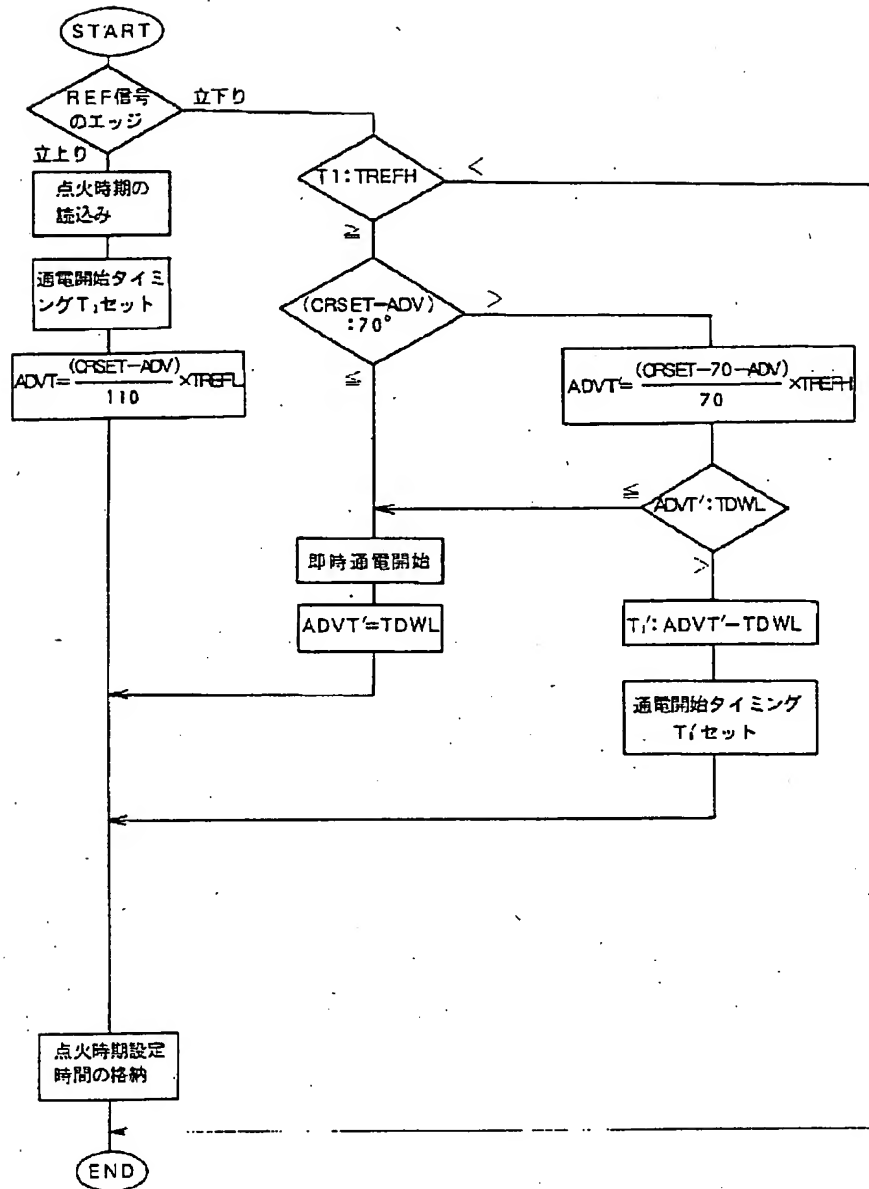 START
REF信号
のエッジ
立下り
立上り
点火時期の
読込み
通電開始タイミ
ングT₁セット
ADVT=(CRSET-ADV)/110×TREFL
T1:TREFH
<
≧
(CRSET-ADV)
:70°
>
≦
ADVT'=(CRSET-70-ADV)/70×TREFH
ADVT':TDWL
≦
>
即時通電開始
ADVT'=TDWL
T₁':ADVT'-TDWL
通電開始タイミング
T₁'セット
点火時期設定
時間の格納
END